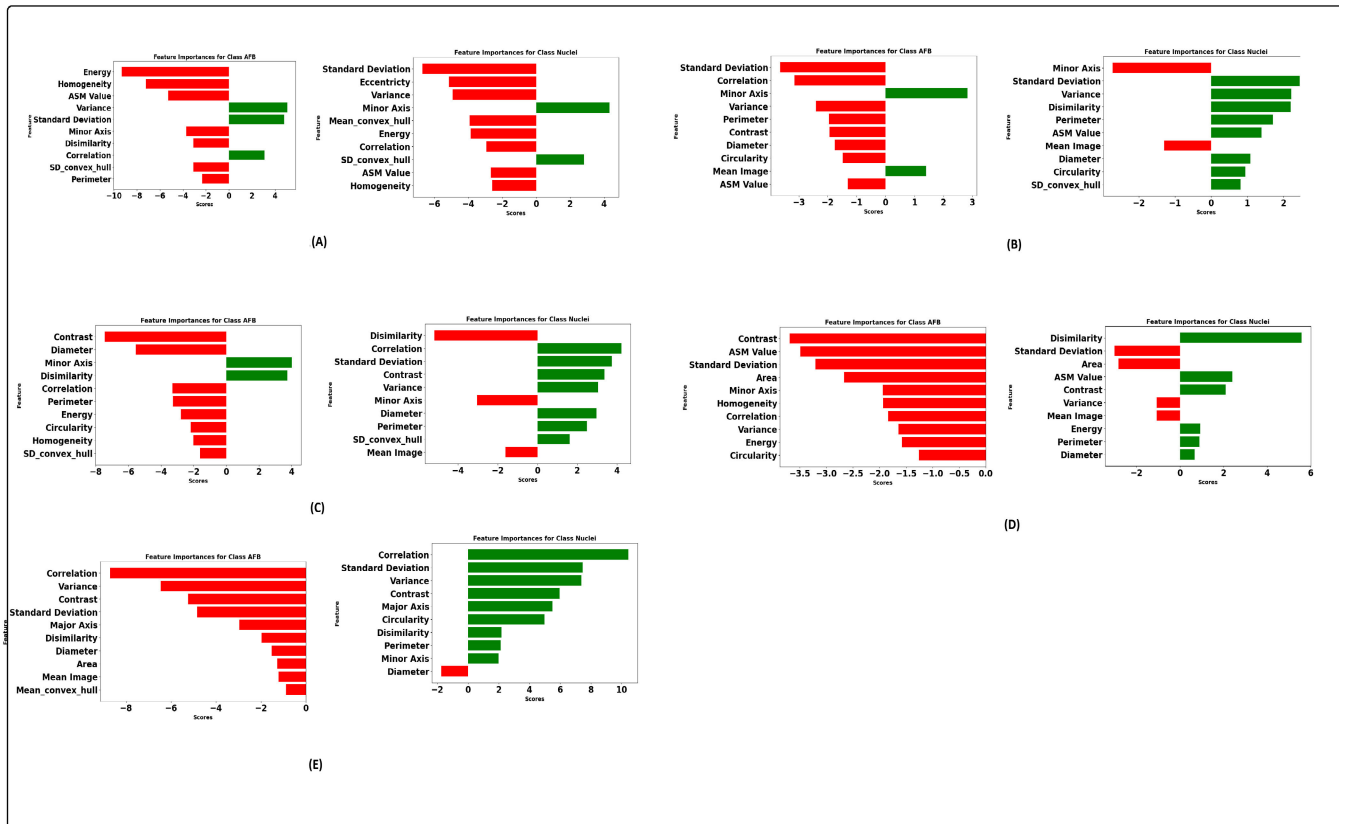 Feature Importances for Class AFB
Energy
Homogeneity
ASM Value
Variance
Standard Deviation
Minor Axis
Disimilarity
Correlation
SD_convex_hull
Perimeter
Feature
−10 −8 −6 −4 −2 0 2 4
Scores
Feature Importances for Class Nuclei
Standard Deviation
Eccentricity
Variance
Minor Axis
Mean_convex_hull
Energy
Correlation
SD_convex_hull
ASM Value
Homogeneity
Feature
−6 −4 −2 0 2 4
Scores
(A)
Feature Importances for Class AFB
Standard Deviation
Correlation
Minor Axis
Variance
Perimeter
Contrast
Diameter
Circularity
Mean Image
ASM Value
Feature
−3 −2 −1 0 1 2 3
Scores
Feature Importances for Class Nuclei
Minor Axis
Standard Deviation
Variance
Disimilarity
Perimeter
ASM Value
Mean Image
Diameter
Circularity
SD_convex_hull
Feature
−2 −1 0 1 2
Scores
(B)
Feature Importances for Class AFB
Contrast
Diameter
Minor Axis
Disimilarity
Correlation
Perimeter
Energy
Circularity
Homogeneity
SD_convex_hull
Feature
−8 −6 −4 −2 0 2 4
Scores
Feature Importances for Class Nuclei
Disimilarity
Correlation
Standard Deviation
Contrast
Variance
Minor Axis
Diameter
Perimeter
SD_convex_hull
Mean Image
Feature
−4 −2 0 2 4
Scores
(C)
Feature Importances for Class AFB
Contrast
ASM Value
Standard Deviation
Area
Minor Axis
Homogeneity
Correlation
Variance
Energy
Circularity
Feature
−3.5 −3.0 −2.5 −2.0 −1.5 −1.0 −0.5 0.0
Scores
Feature Importances for Class Nuclei
Disimilarity
Standard Deviation
Area
ASM Value
Contrast
Variance
Mean Image
Energy
Perimeter
Diameter
Feature
−2 0 2 4 6
Scores
(D)
Feature Importances for Class AFB
Correlation
Variance
Contrast
Standard Deviation
Major Axis
Disimilarity
Diameter
Area
Mean Image
Mean_convex_hull
Feature
−8 −6 −4 −2 0
Scores
Feature Importances for Class Nuclei
Correlation
Standard Deviation
Variance
Contrast
Major Axis
Circularity
Disimilarity
Perimeter
Minor Axis
Diameter
Feature
−2 0 2 4 6 8 10
Scores
(E)